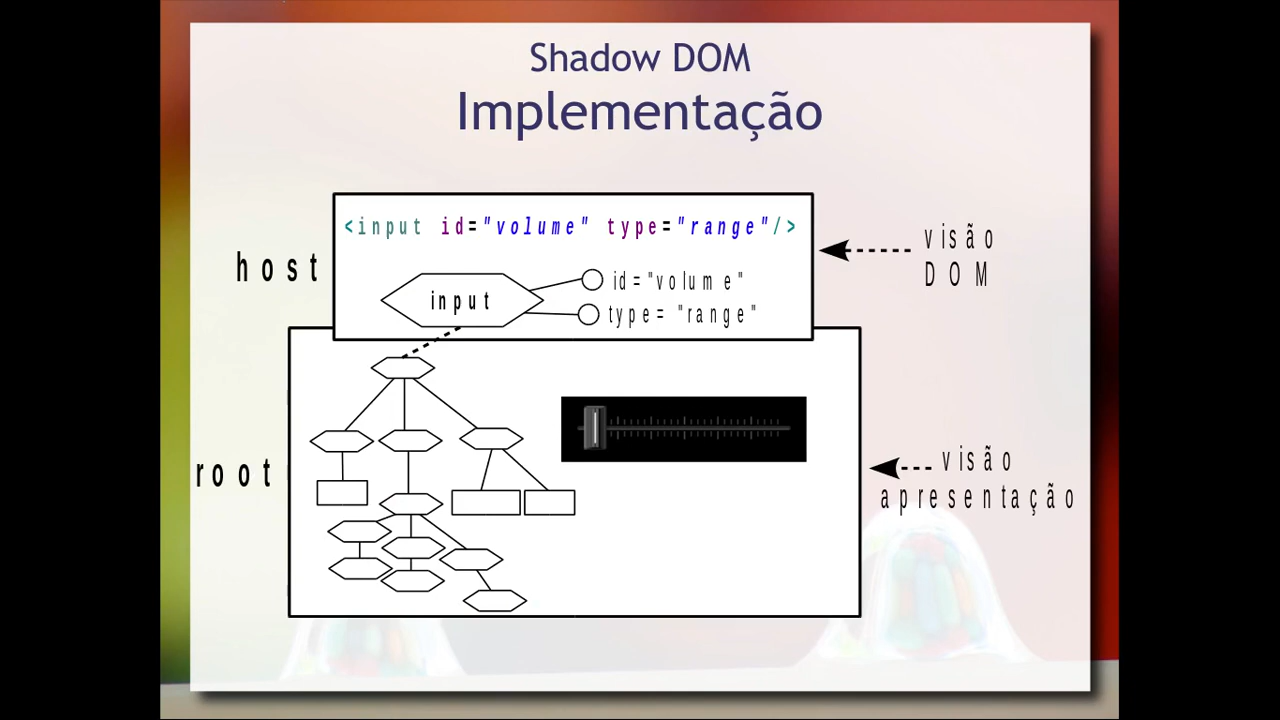 Shadow DOM
Implementação
<input id="volume" type="range"/>
host
input
id="volume"
type= "range"
visão
DOM
root
visão
apresentação